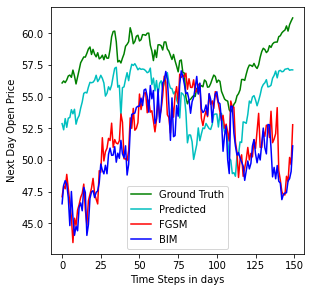 60.0
57.5
55.0
52.5
50.0
47.5
45.0
Next Day Open Price
Ground Truth
Predicted
FGSM
BIM
0 25 50 75 100 125 150
Time Steps in days